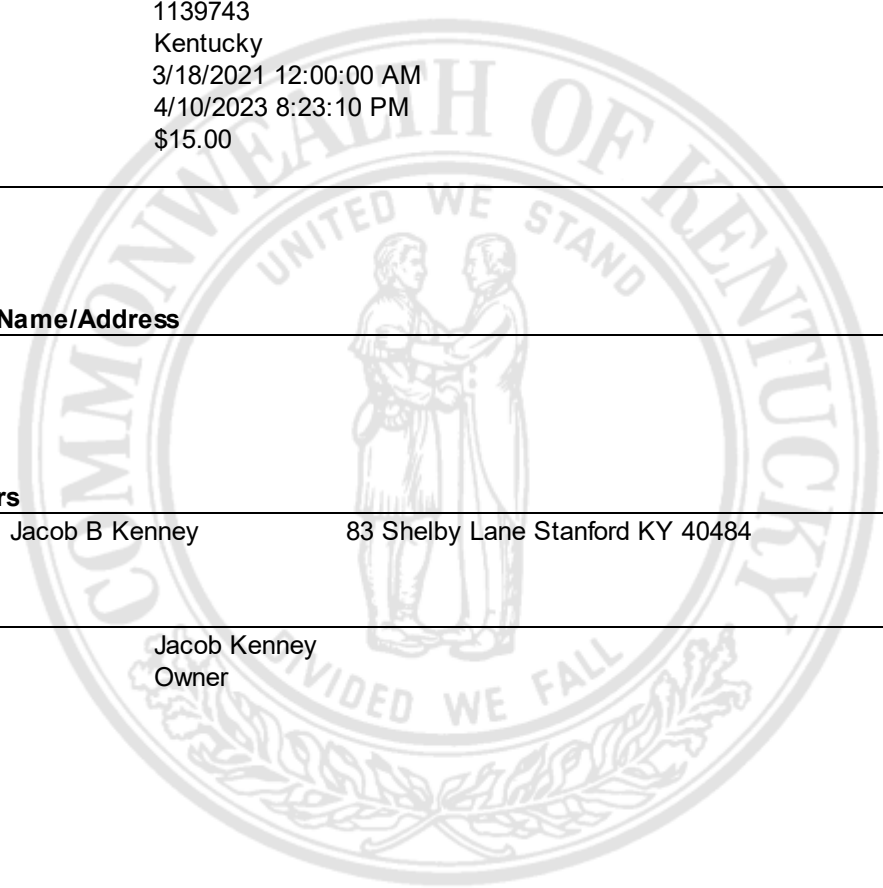 1139743
Kentucky
3/18/2021 12:00:00 AM
4/10/2023 8:23:10 PM
$15.00
COMMONWEALTH OF KENTUCKY
UNITED WE STAND
Name/Address
rs
Jacob B Kenney 83 Shelby Lane Stanford KY 40484
Jacob Kenney
Owner
DIVIDED WE FALL